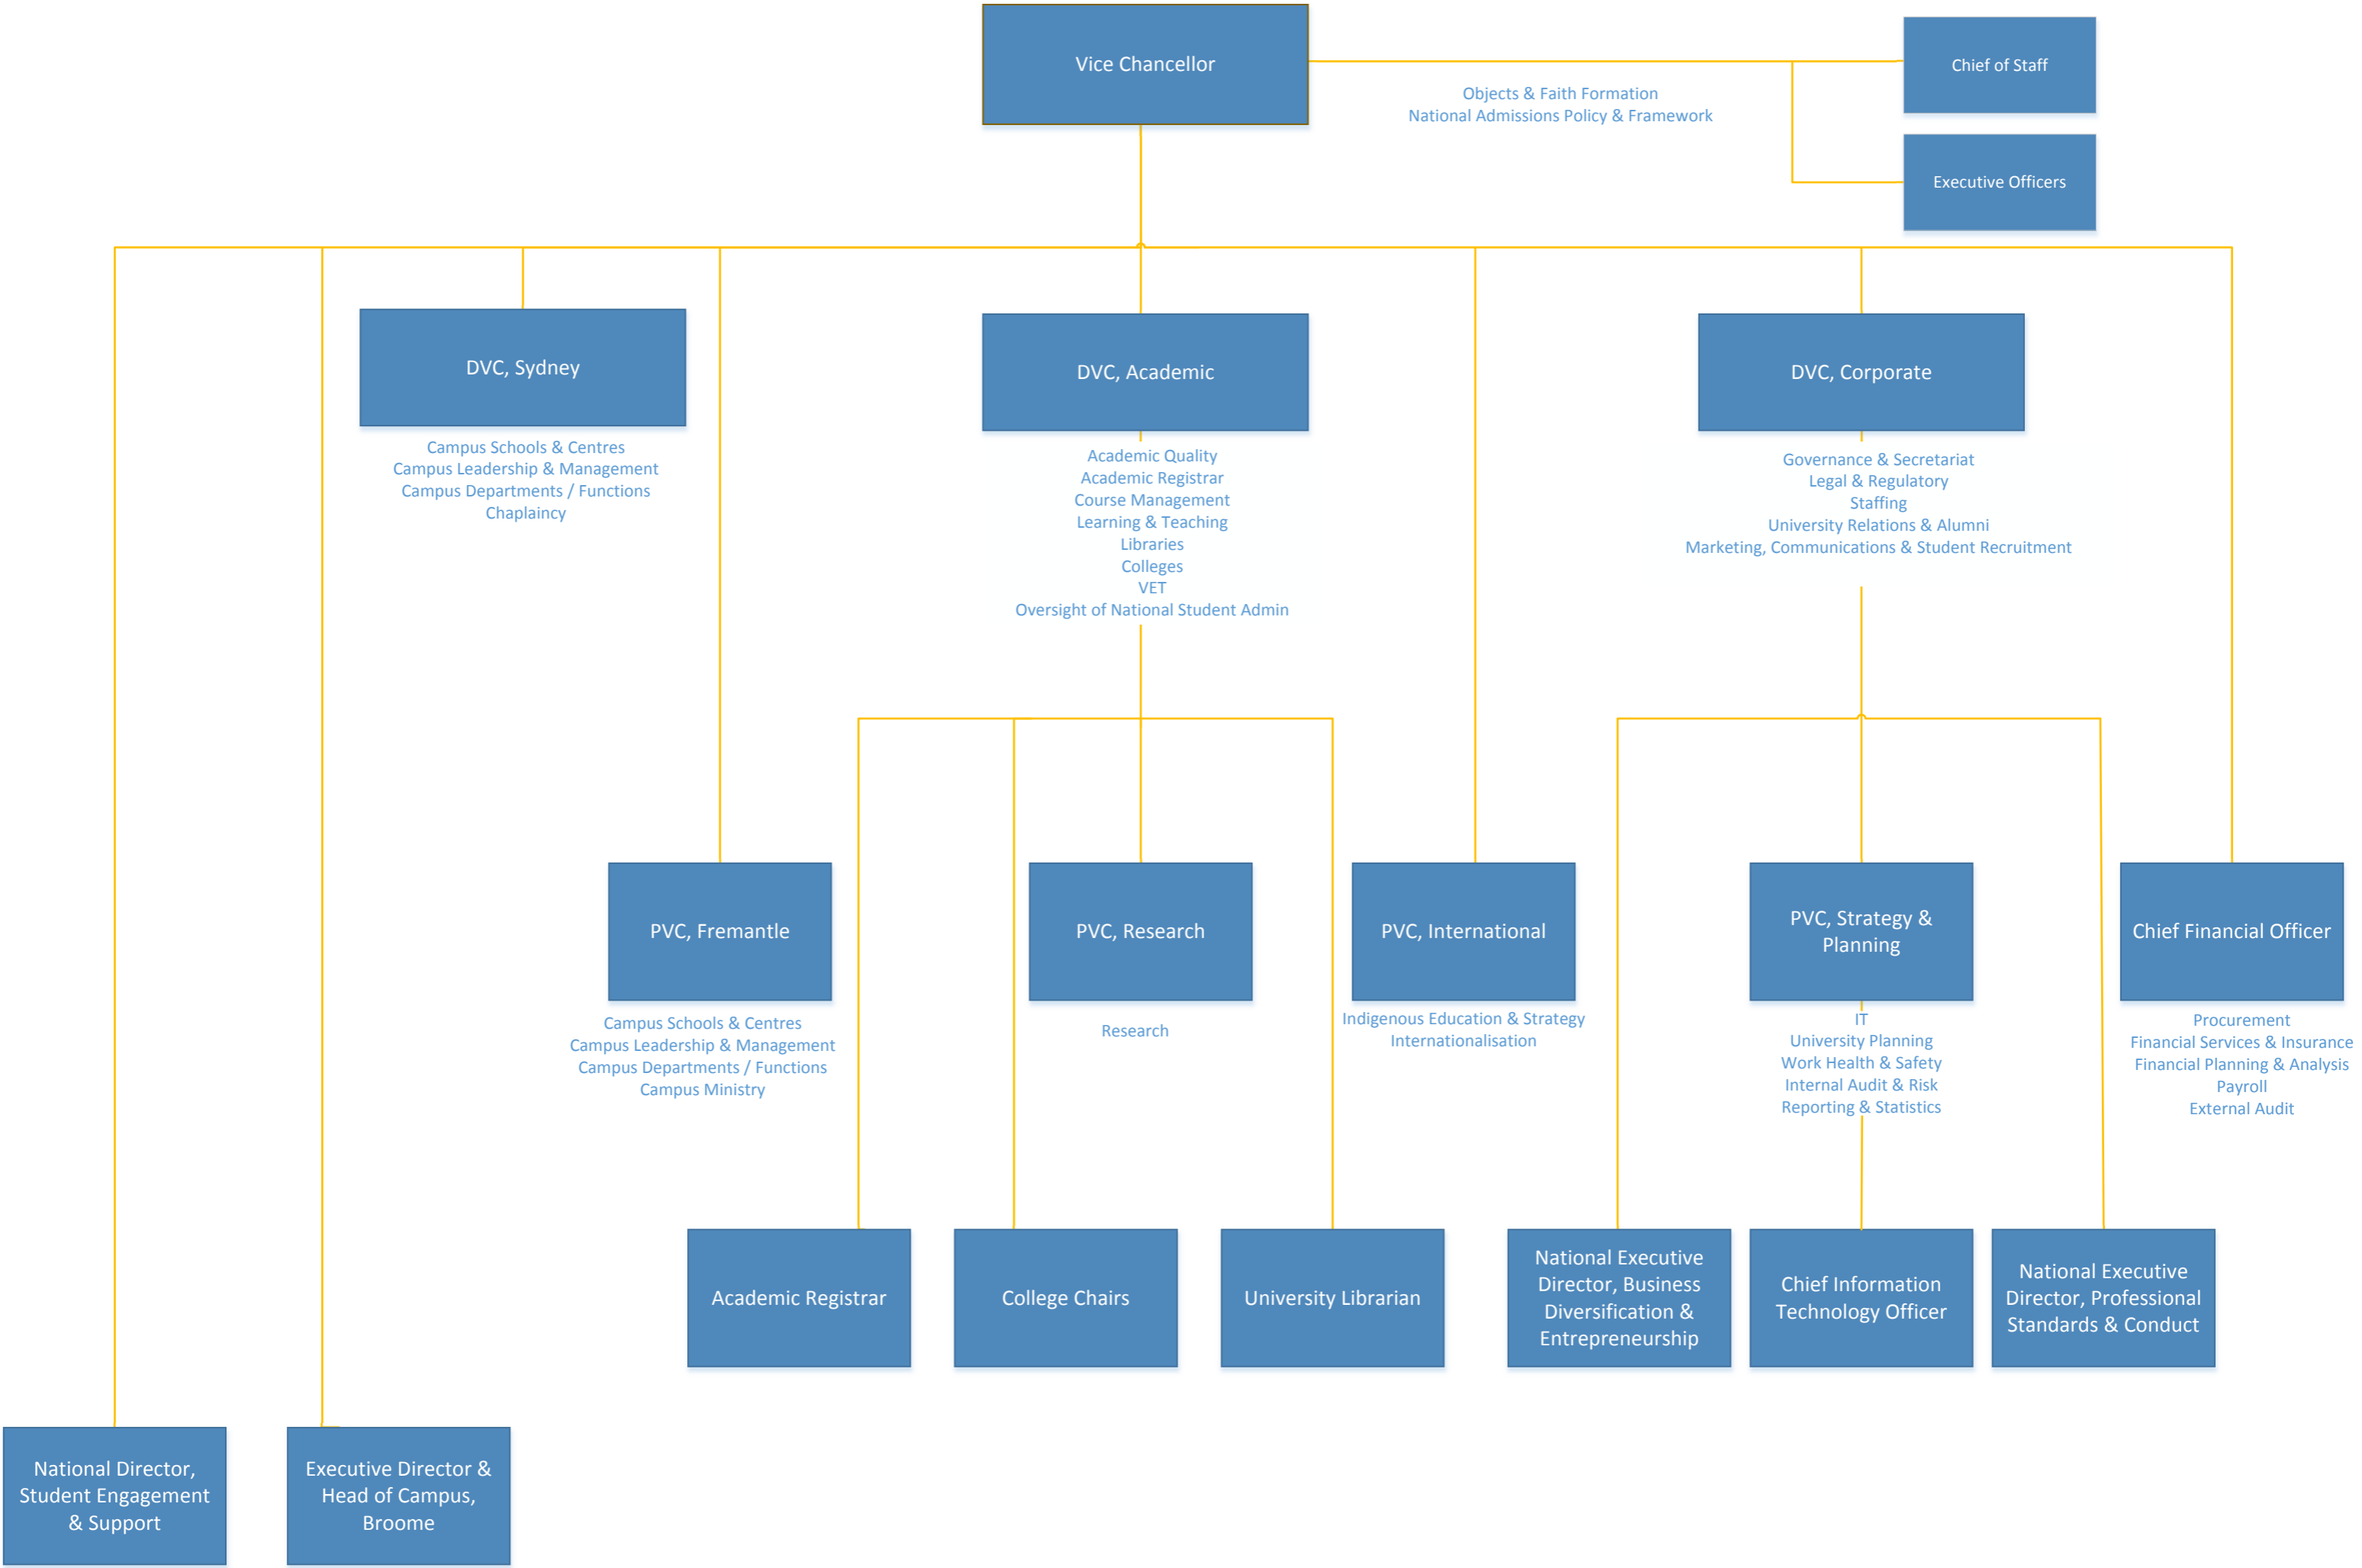 Vice Chancellor
Chief of Staff
Objects & Faith Formation
National Admissions Policy & Framework
Executive Officers
DVC, Sydney
Campus Schools & Centres
Campus Leadership & Management
Campus Departments / Functions
Chaplaincy
DVC, Academic
Academic Quality
Academic Registrar
Course Management
Learning & Teaching
Libraries
Colleges
VET
Oversight of National Student Admin
DVC, Corporate
Governance & Secretariat
Legal & Regulatory
Staffing
University Relations & Alumni
Marketing, Communications & Student Recruitment
PVC, Fremantle
Campus Schools & Centres
Campus Leadership & Management
Campus Departments / Functions
Campus Ministry
PVC, Research
Research
PVC, International
Indigenous Education & Strategy
Internationalisation
PVC, Strategy &
Planning
IT
University Planning
Work Health & Safety
Internal Audit & Risk
Reporting & Statistics
Chief Financial Officer
Procurement
Financial Services & Insurance
Financial Planning & Analysis
Payroll
External Audit
Academic Registrar
College Chairs
University Librarian
National Executive
Director, Business
Diversification &
Entrepreneurship
Chief Information
Technology Officer
National Executive
Director, Professional
Standards & Conduct
National Director,
Student Engagement
& Support
Executive Director &
Head of Campus,
Broome